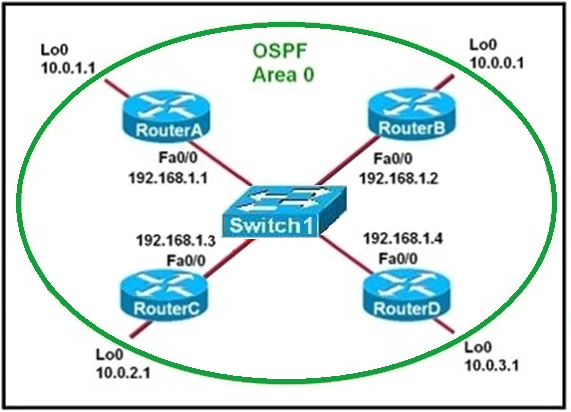 Lo0
10.0.1.1
OSPF
Area 0
Lo0
10.0.0.1
RouterA
RouterB
Fa0/0
192.168.1.1
Fa0/0
192.168.1.2
Switch1
192.168.1.3
Fa0/0
192.168.1.4
Fa0/0
RouterC
RouterD
Lo0
10.0.2.1
Lo0
10.0.3.1